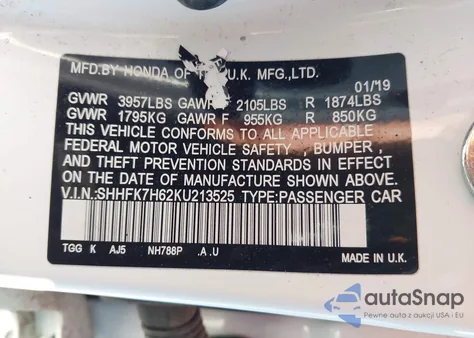 MFD.BY HONDA OF THE U.K. MFG.,LTD.
01/19
GVWR 3957LBS GAWR 2105LBS R 1874LBS
GVWR 1795KG GAWR F 955KG R 850KG
THIS VEHICLE CONFORMS TO ALL APPLICABLE
FEDERAL MOTOR VEHICLE SAFETY, BUMPER, AND
THEFT PREVENTION STANDARDS IN EFFECT
ON THE DATE OF MANUFACTURE SHOWN ABOVE.
V.I.N.:SHHFK7H62KU213525 TYPE:PASSENGER CAR
TGG K AJ5 NH788P .A.U MADE IN U.K.
autoSnap
Pewne auta z aukcji USA i EU